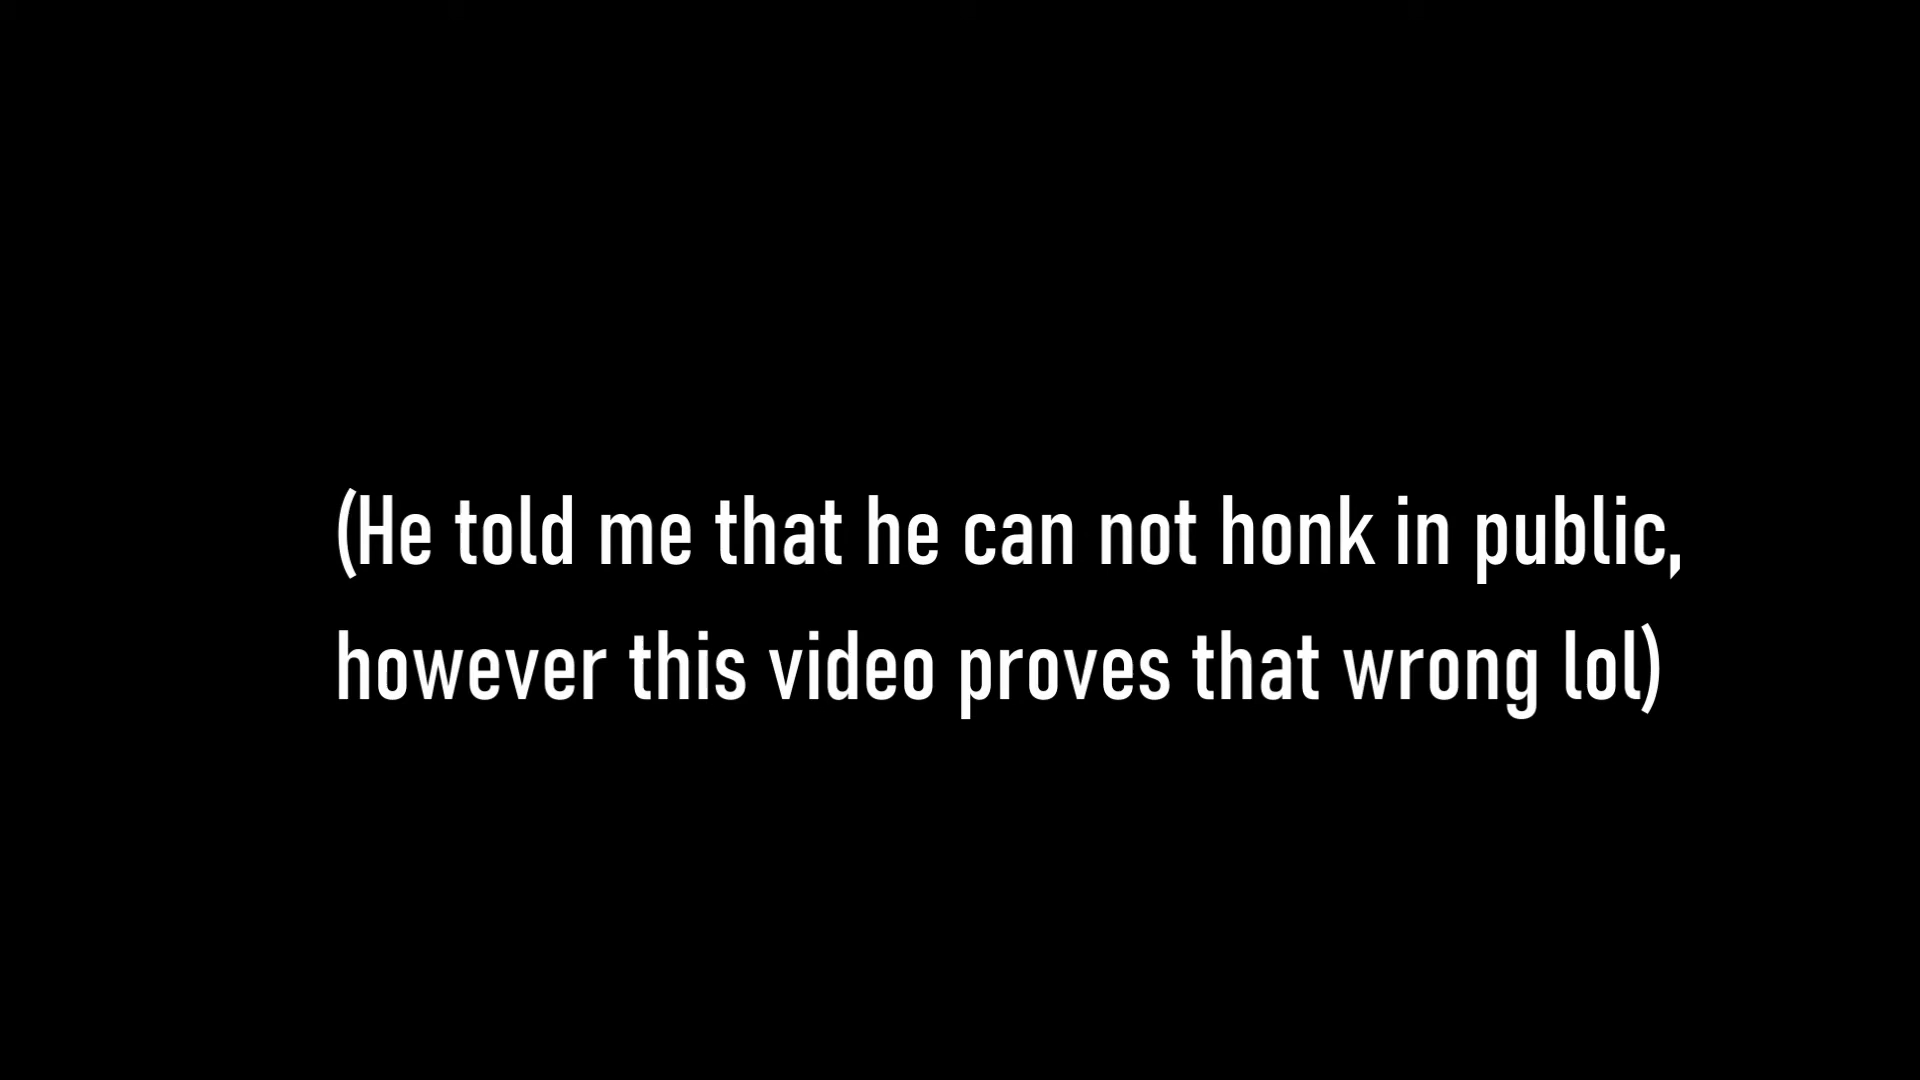 (He told me that he can not honk in public,
however this video proves that wrong lol)